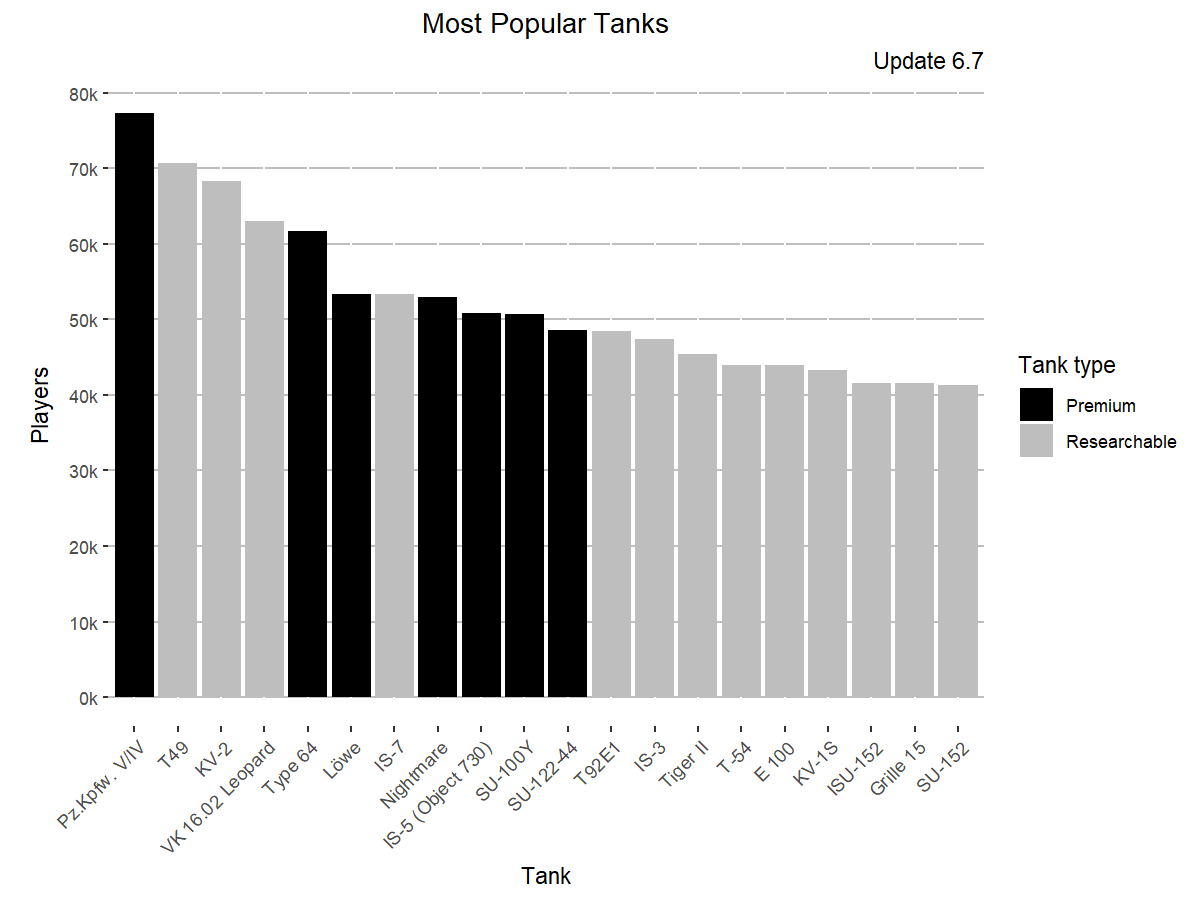 Most Popular Tanks
Update 6.7
80k
70k
60k
50k
40k
30k
20k
10k
0k
Players
Pz.Kpfw. V/IV
T49
KV-2
VK 16.02 Leopard
Type 64
Löwe
IS-7
Nightmare
IS-5 (Object 730)
SU-100Y
SU-122-44
T92E1
IS-3
Tiger II
T-54
E 100
KV-1S
ISU-152
Grille 15
SU-152
Tank
Tank type
Premium
Researchable